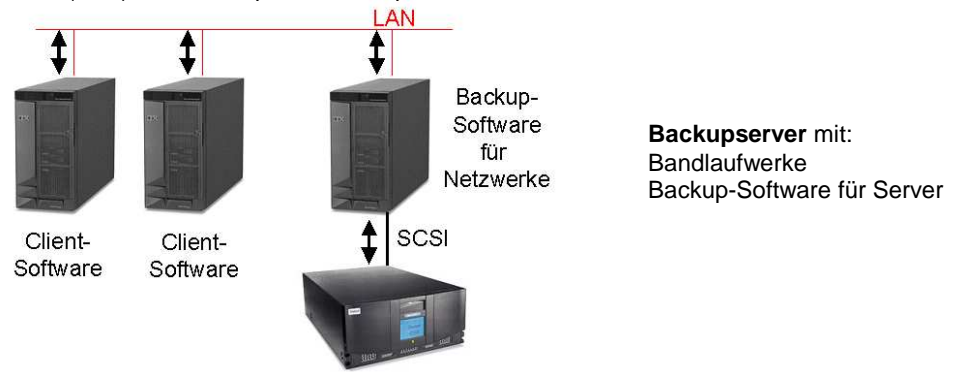 LAN
Backup-
Software
für
Netzwerke
Backupserver mit:
Bandlaufwerke
Backup-Software für Server
Client-
Software
Client-
Software
SCSI